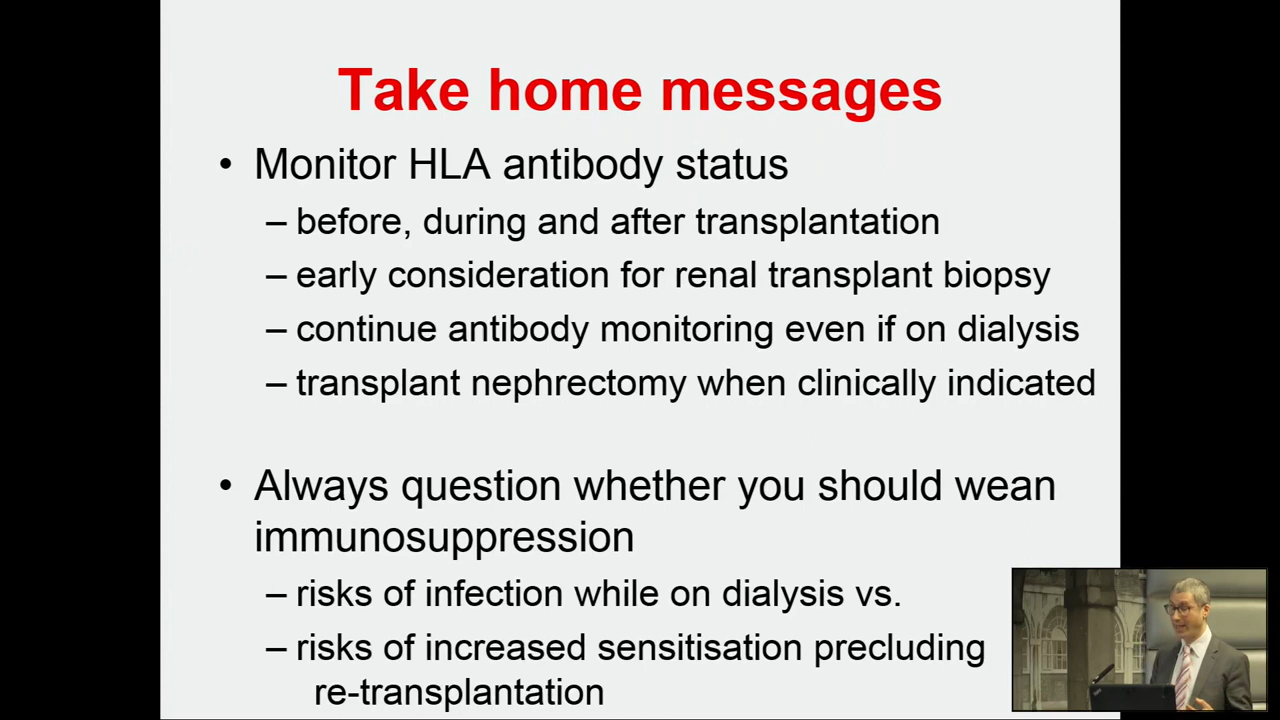 Take home messages
• Monitor HLA antibody status
– before, during and after transplantation
– early consideration for renal transplant biopsy
– continue antibody monitoring even if on dialysis
– transplant nephrectomy when clinically indicated
• Always question whether you should wean
immunosuppression
– risks of infection while on dialysis vs.
– risks of increased sensitisation precluding
re-transplantation